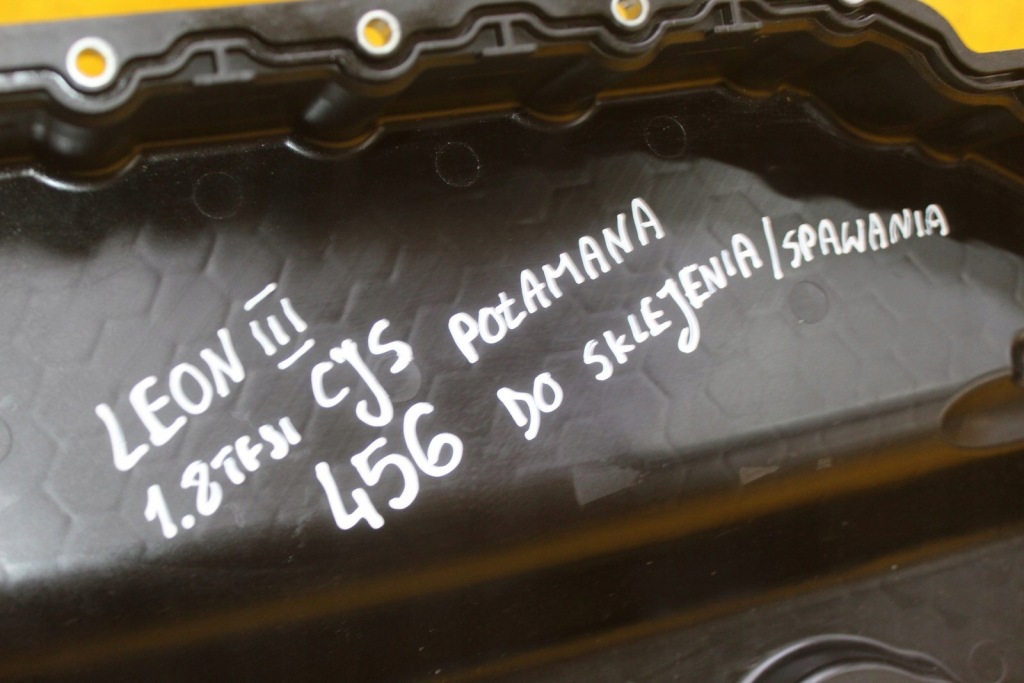 LEON III
1.8TFSI CJS
456
POŁAMANA
DO SKLEJENIA/SPAWANIA